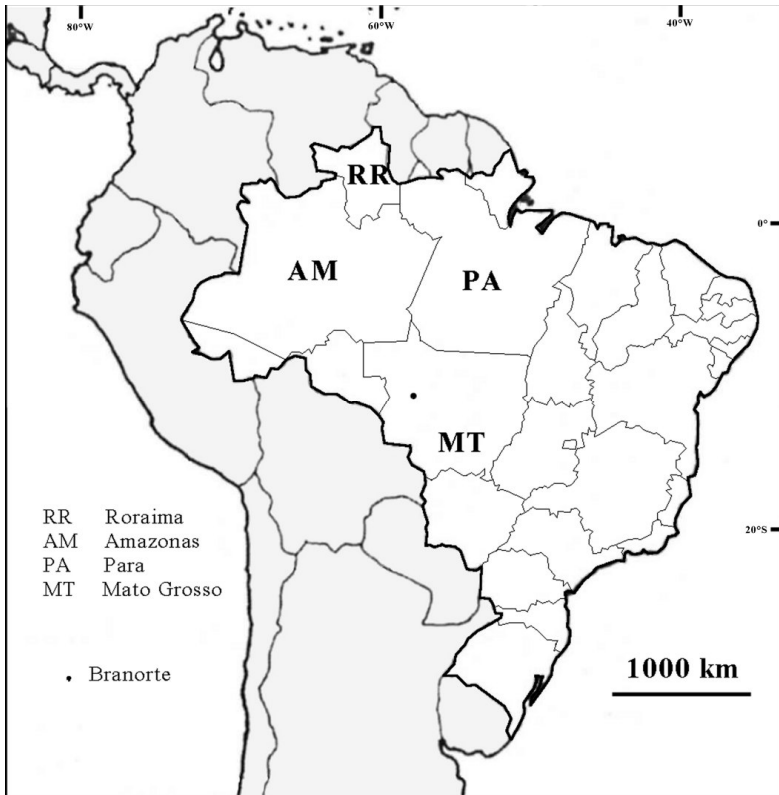 80°W 60°W 40°W
RR
0°
AM PA
MT
RR Roraima
AM Amazonas
PA Para
MT Mato Grosso
20°S
Branorte
1000 km